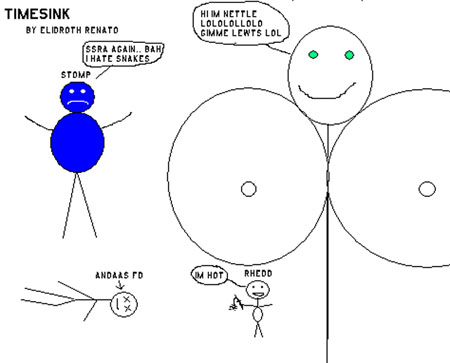 TIMESINK
BY ELIDROTH RENATO
SSRA AGAIN.. BAH
I HATE SNAKES
STOMP
HI IM NETTLE
LOLOLOLLOLO
GIMME LEWTS LOL
ANDAAS FD
IM HOT
RHEDD